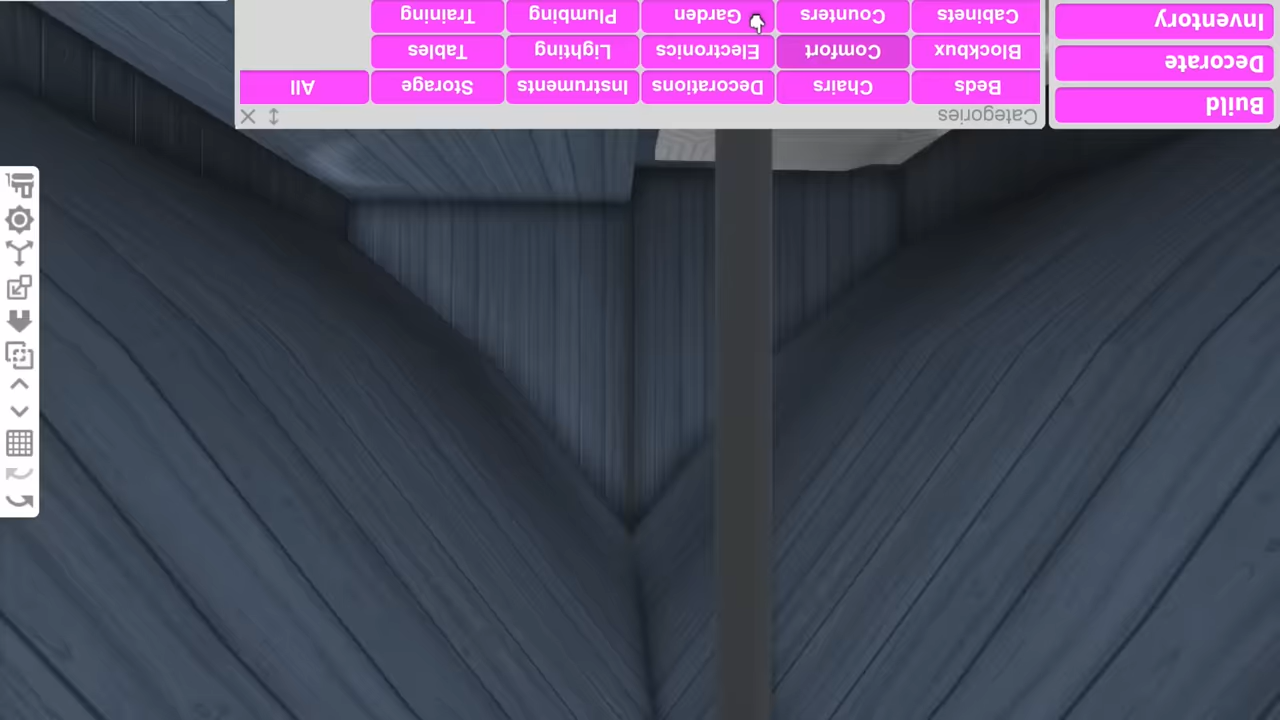 Build
Decorate
Inventory
Categories
Beds Chairs Decorations Instruments Storage All
Blockbux Comfort Electronics Lighting Tables
Cabinets Counters Garden Plumbing Training